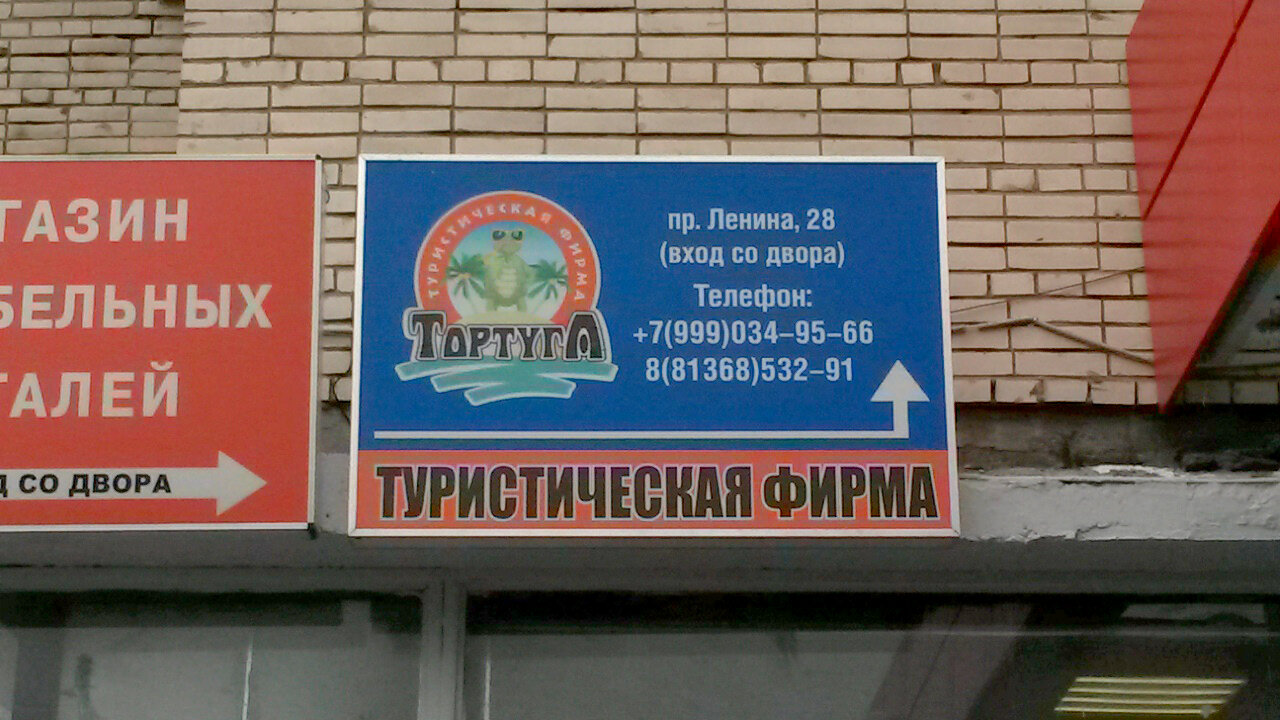 ГАЗИН
БЕЛЬНЫХ
ТАЛЕЙ
Д СО ДВОРА
ТУРИСТИЧЕСКАЯ ФИРМА
ТОРТУГА
пр. Ленина, 28
(вход со двора)
Телефон:
+7(999)034-95-66
8(81368)532-91
ТУРИСТИЧЕСКАЯ ФИРМА